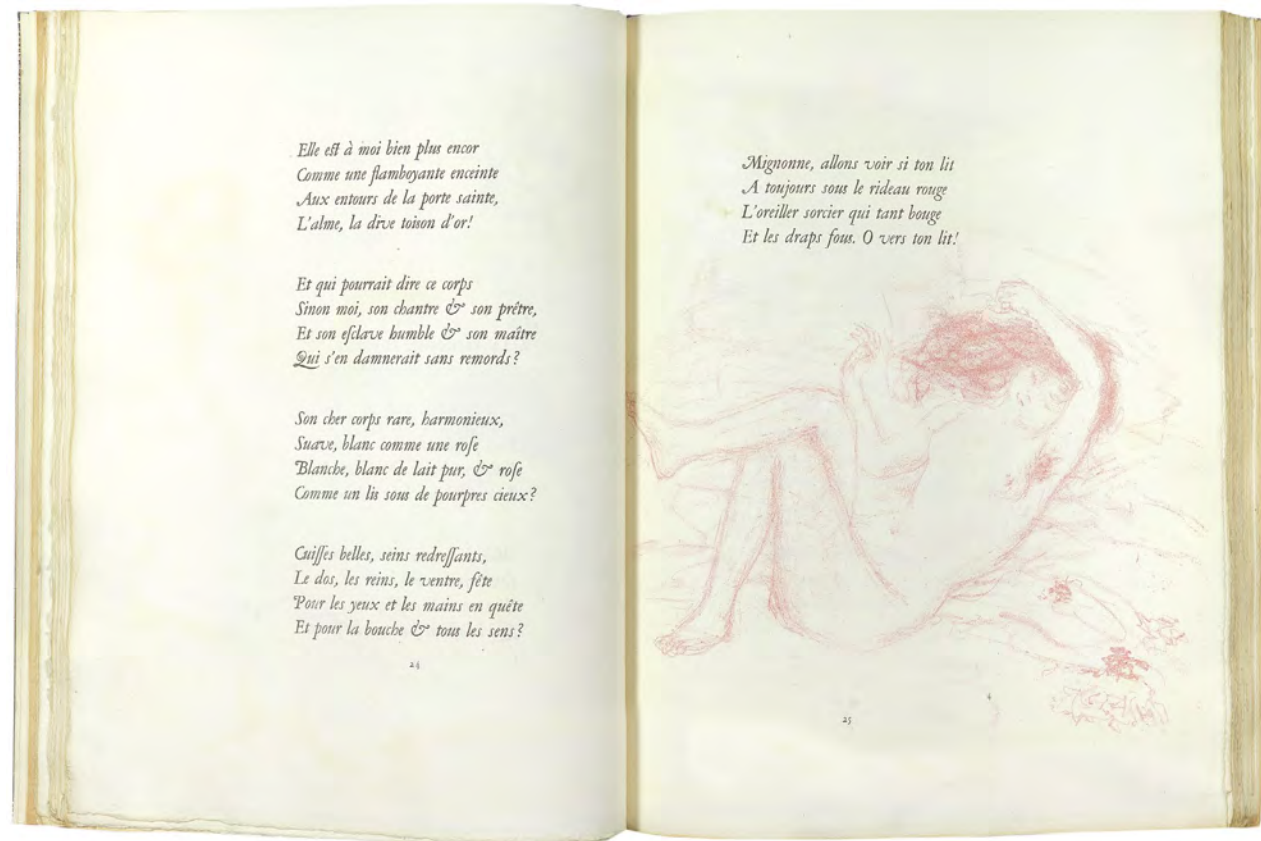 Elle eſt à moi bien plus encor
Comme une flamboyante enceinte
Aux entours de la porte sainte,
L'alme, la dive toison d'or!
Et qui pourrait dire ce corps
Sinon moi, son chantre & son prêtre,
Et son eſclave humble & son maître
Qui s'en damnerait sans remords?
Son cher corps rare, harmonieux,
Suave, blanc comme une roſe
Blanche, blanc de lait pur, & roſe
Comme un lis sous de pourpres cieux?
Cuiſſes belles, seins redreſſants,
Le dos, les reins, le ventre, fête
Pour les yeux et les mains en quête
Et pour la bouche & tous les sens?
24
Mignonne, allons voir si ton lit
A toujours sous le rideau rouge
L'oreiller sorcier qui tant bouge
Et les draps fous. O vers ton lit!
4
25